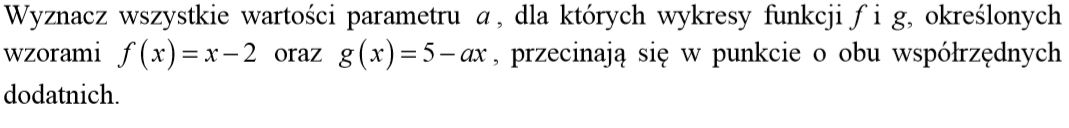 Wyznacz wszystkie wartości parametru a, dla których wykresy funkcji f i g, określonych
wzorami f(x)=x−2 oraz g(x)=5−ax, przecinają się w punkcie o obu współrzędnych
dodatnich.